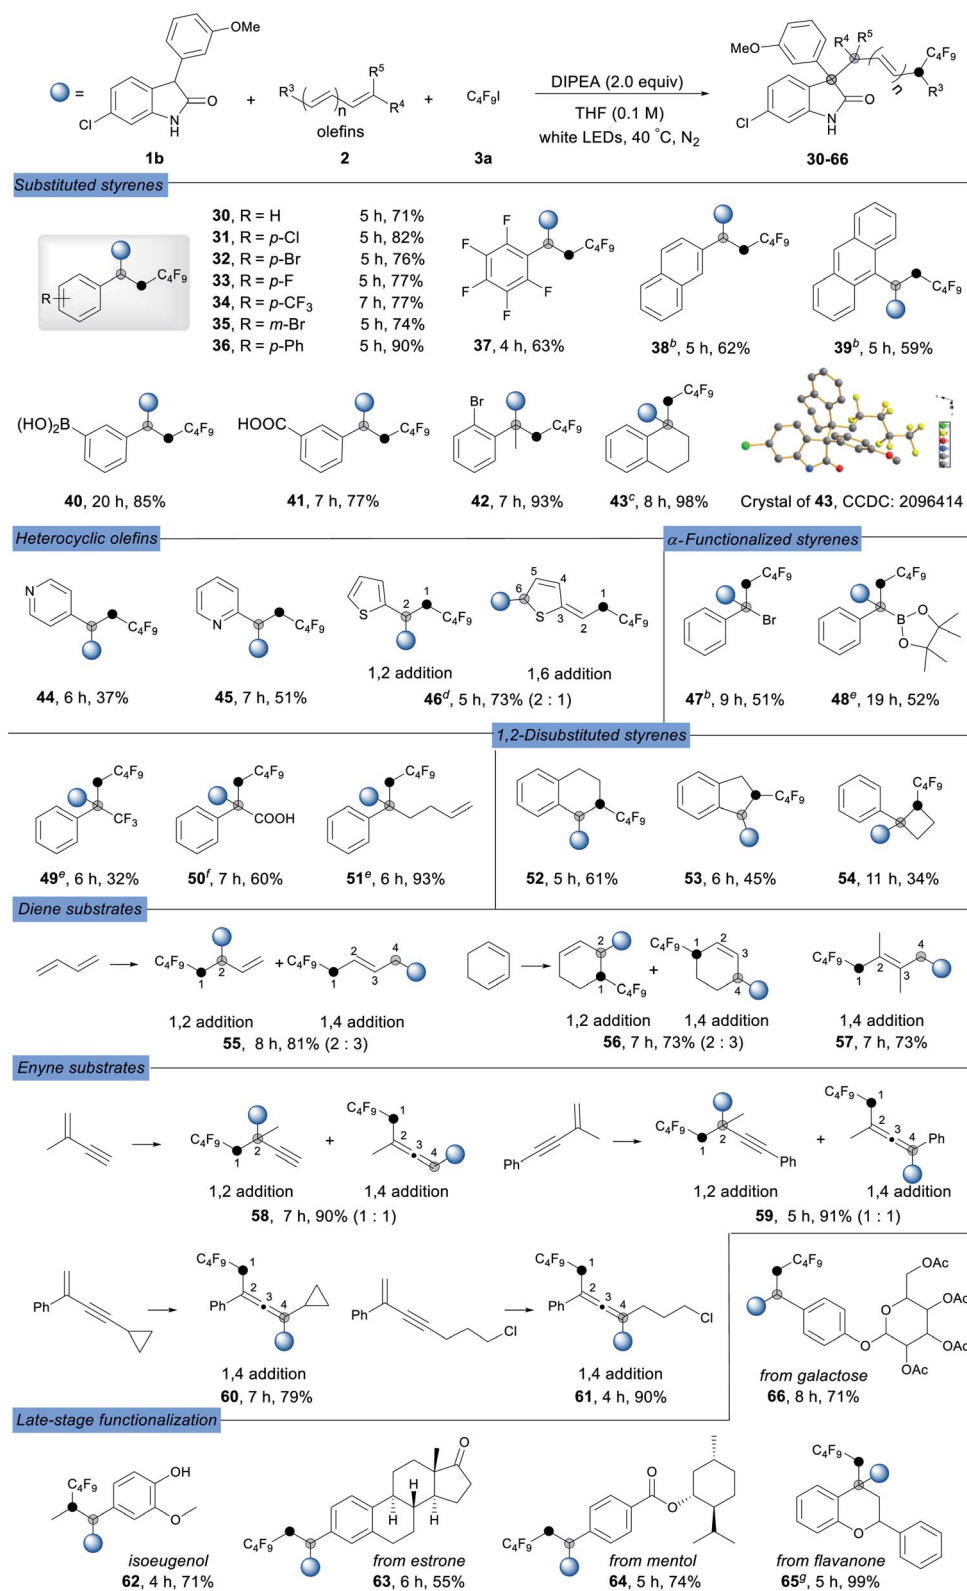 OMe
R⁵
MeO
R⁴ R⁵
C₄F₉
= O + R³ n R⁴ + C₄F₉I DIPEA (2.0 equiv) n R³
Cl N H olefins THF (0.1 M) Cl N H O
white LEDs, 40 °C, N₂
1b 2 3a 30-66
Substituted styrenes
30, R = H 5 h, 71%
31, R = p-Cl 5 h, 82%
32, R = p-Br 5 h, 76%
33, R = p-F 5 h, 77%
34, R = p-CF₃ 7 h, 77%
35, R = m-Br 5 h, 74%
36, R = p-Ph 5 h, 90%
R C₄F₉
F F F F F C₄F₉
C₄F₉
C₄F₉
37, 4 h, 63% 38ᵇ, 5 h, 62% 39ᵇ, 5 h, 59%
(HO)₂B C₄F₉ HOOC C₄F₉ Br C₄F₉ C₄F₉
40, 20 h, 85% 41, 7 h, 77% 42, 7 h, 93% 43ᶜ, 8 h, 98% Crystal of 43, CCDC: 2096414
Heterocyclic olefins α-Functionalized styrenes
N C₄F₉ N C₄F₉ S 2 1 C₄F₉ 6 5 4 S 3 2 1 C₄F₉ C₄F₉ Br C₄F₉ B O O
1,2 addition 1,6 addition
44, 6 h, 37% 45, 7 h, 51% 46ᵈ, 5 h, 73% (2 : 1) 47ᵇ, 9 h, 51% 48ᵉ, 19 h, 52%
1,2-Disubstituted styrenes
C₄F₉ CF₃ C₄F₉ COOH C₄F₉ C₄F₉ C₄F₉ C₄F₉
49ᵉ, 6 h, 32% 50ᶠ, 7 h, 60% 51ᵉ, 6 h, 93% 52, 5 h, 61% 53, 6 h, 45% 54, 11 h, 34%
Diene substrates
C₄F₉ 1 2 + C₄F₉ 1 2 3 4 2 1 C₄F₉ + C₄F₉ 1 2 3 4 C₄F₉ 1 2 3 4
1,2 addition 1,4 addition 1,2 addition 1,4 addition 1,4 addition
55, 8 h, 81% (2 : 3) 56, 7 h, 73% (2 : 3) 57, 7 h, 73%
Enyne substrates
C₄F₉ 1 2 + C₄F₉ 1 2 3 4 Ph C₄F₉ 1 2 Ph + C₄F₉ 1 2 3 4 Ph
1,2 addition 1,4 addition 1,2 addition 1,4 addition
58, 7 h, 90% (1 : 1) 59, 5 h, 91% (1 : 1)
Ph C₄F₉ 1 Ph 2 3 4 Ph Cl C₄F₉ 1 Ph 2 3 4 Cl C₄F₉ O O OAc OAc OAc OAc
1,4 addition 1,4 addition from galactose
60, 7 h, 79% 61, 4 h, 90% 66, 8 h, 71%
Late-stage functionalization
C₄F₉ OH O C₄F₉ H H H O C₄F₉ O O C₄F₉ O
isoeugenol from estrone from mentol from flavanone
62, 4 h, 71% 63, 6 h, 55% 64, 5 h, 74% 65ᵍ, 5 h, 99%